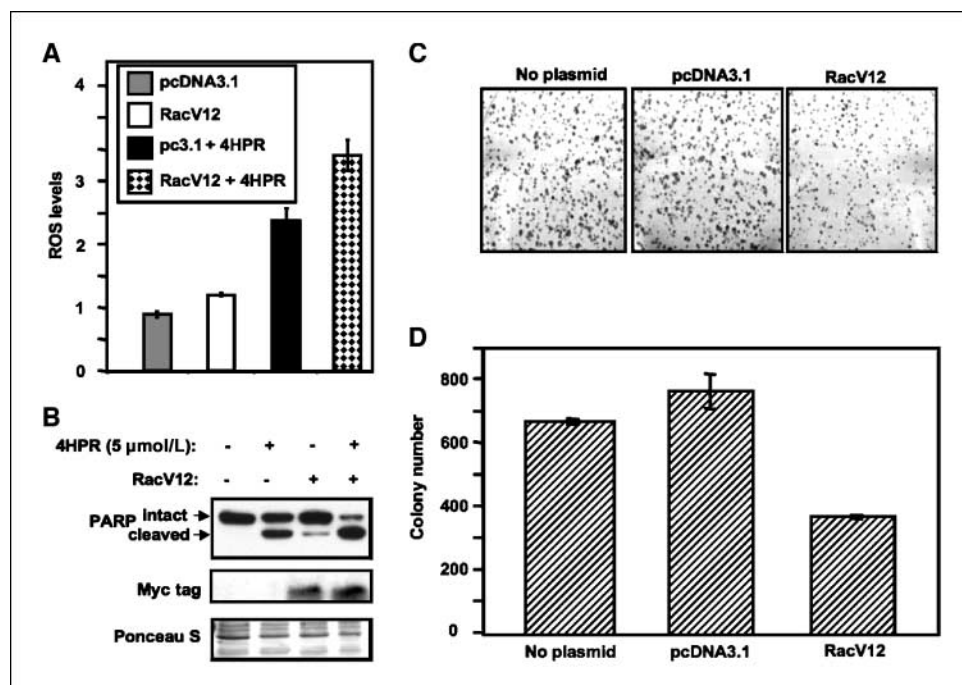 A
4
3
2
1
0
ROS levels
pcDNA3.1
RacV12
pc3.1 + 4HPR
RacV12 + 4HPR
B
4HPR (5 µmol/L): - + - +
RacV12: - - + +
PARP
intact
cleaved
Myc tag
Ponceau S
C
No plasmid pcDNA3.1 RacV12
D
800
600
400
200
0
Colony number
No plasmid pcDNA3.1 RacV12